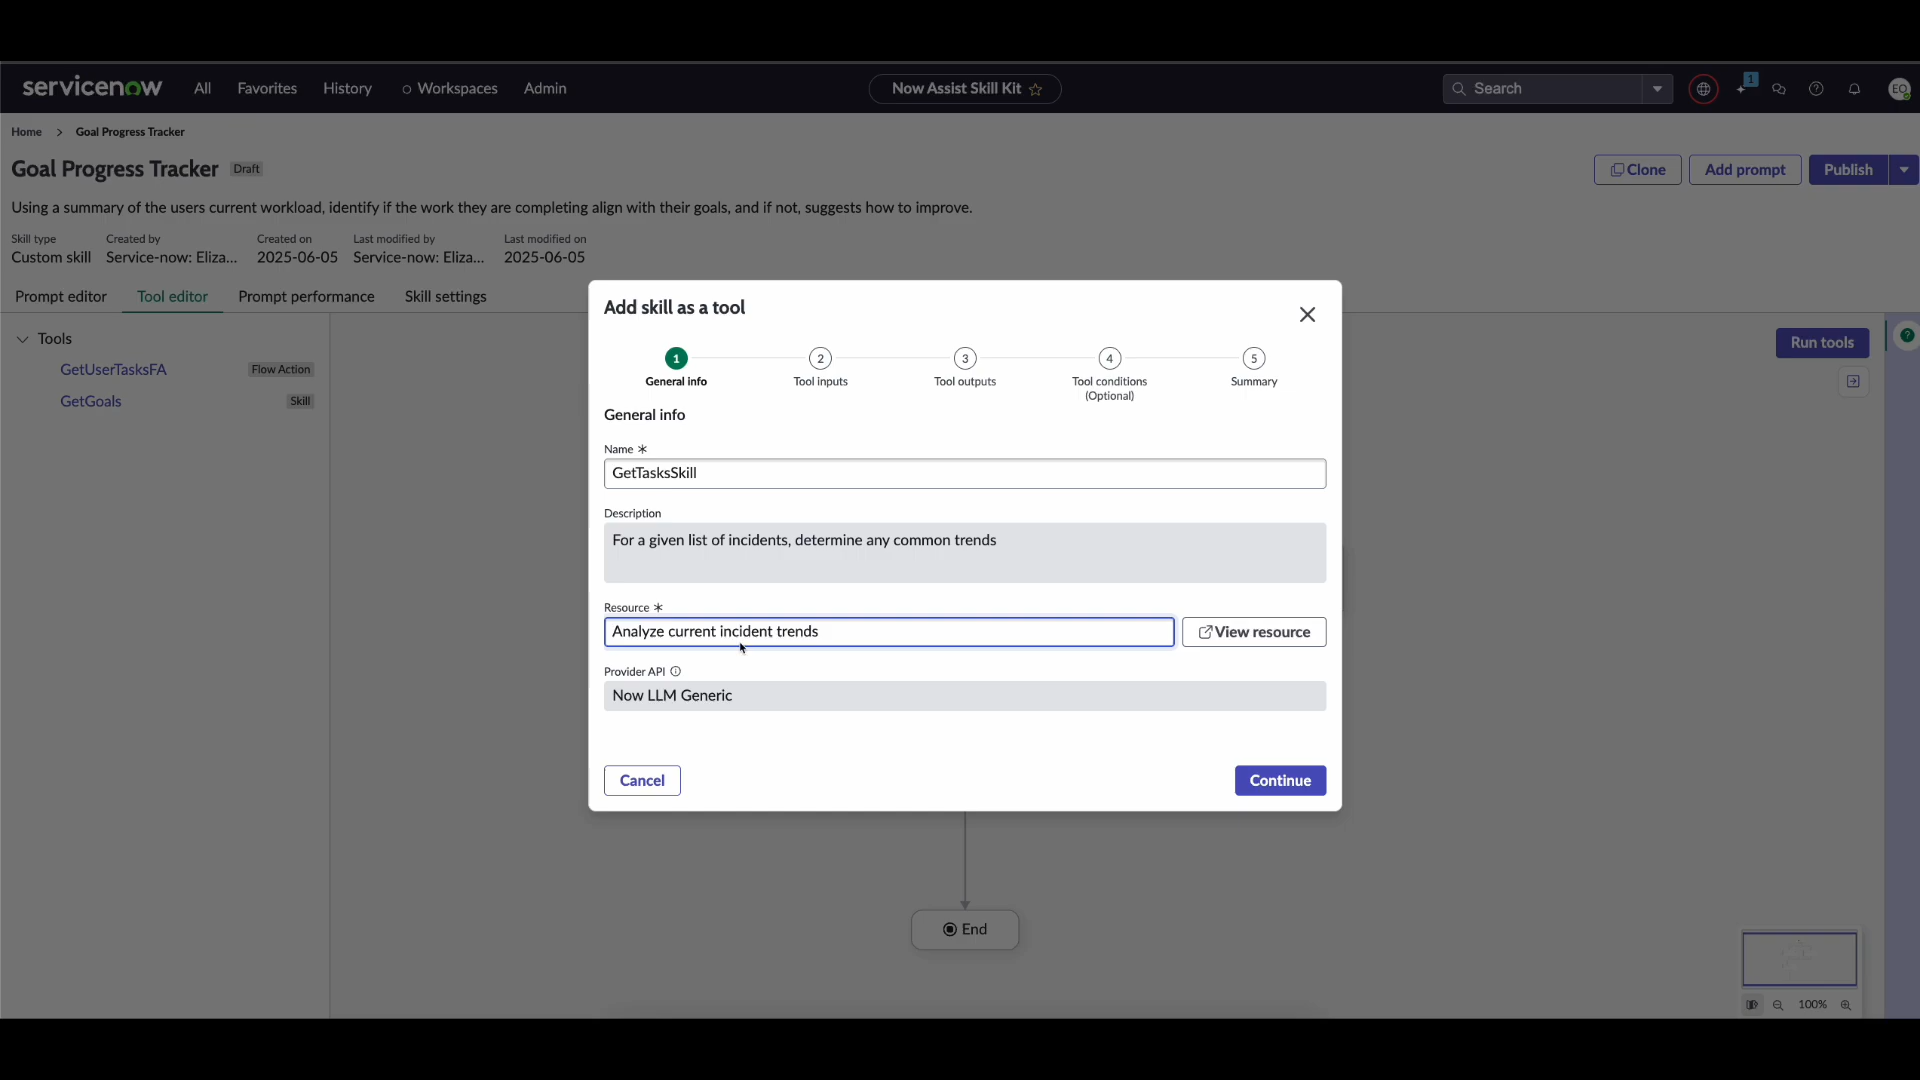 servicenow All Favorites History Workspaces Admin Now Assist Skill Kit Search 1 EO
Home > Goal Progress Tracker
Goal Progress Tracker Draft Clone Add prompt Publish
Using a summary of the users current workload, identify if the work they are completing align with their goals, and if not, suggests how to improve.
Skill type Created by Created on Last modified by Last modified on
Custom skill Service-now: Eliza... 2025-06-05 Service-now: Eliza... 2025-06-05
Prompt editor Tool editor Prompt performance Skill settings
Tools
GetUserTasksFA Flow Action
GetGoals Skill
Run tools
Add skill as a tool
1 2 3 4 5
General info Tool inputs Tool outputs Tool conditions (Optional) Summary
General info
Name *
GetTasksSkill
Description
For a given list of incidents, determine any common trends
Resource *
Analyze current incident trends View resource
Provider API
Now LLM Generic
Cancel Continue
End
100%